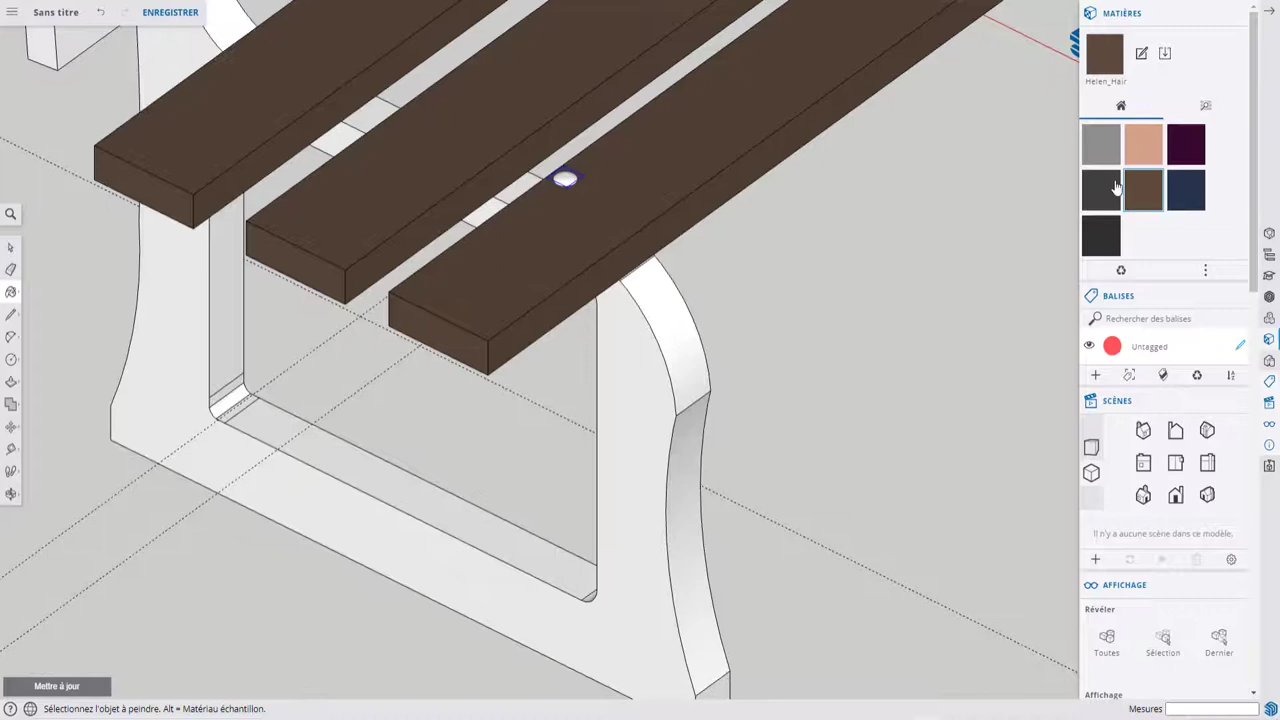 Sans titre
ENREGISTRER
MATIÈRES
Helen_Hair
BALISES
Rechercher des balises
Untagged
SCÈNES
Il n'y a aucune scène dans ce modèle.
AFFICHAGE
Révéler
Toutes
Sélection
Dernier
Affichage
Mettre à jour
Sélectionnez l'objet à peindre. Alt = Matériau échantillon.
Mesures